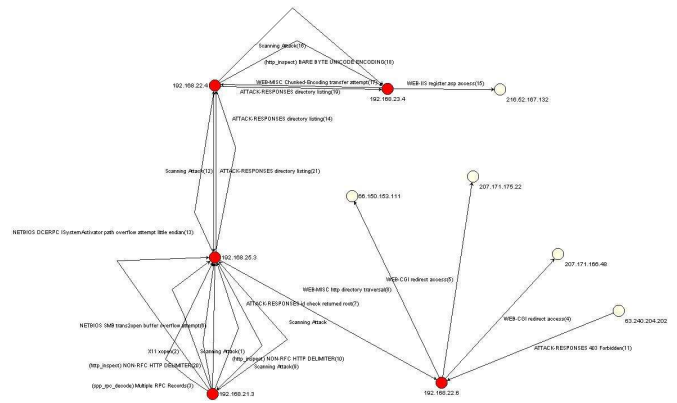 Scanning Attack(16)
(http_inspect) BARE BYTE UNICODE ENCODING(18)
WEB-MISC Chunked-Encoding transfer attempt(17)
WEB-IIS register asp access(15)
192.168.22.4
ATTACK-RESPONSES directory listing(19)
192.168.23.4
216.52.167.132
ATTACK-RESPONSES directory listing(14)
Scanning Attack(12)
ATTACK-RESPONSES directory listing(21)
207.171.175.22
66.150.153.111
NETBIOS DCERPC ISystemActivator path overflow attempt little endian(13)
192.168.25.3
207.171.166.48
WEB-CGI redirect access(5)
WEB-MISC http directory traversal(8)
ATTACK-RESPONSES id check returned root(7)
63.240.204.202
WEB-CGI redirect access(4)
NETBIOS SMB trans2open buffer overflow attempt(6)
Scanning Attack
X11 xopen(2)
Scanning Attack(1)
ATTACK-RESPONSES 403 Forbidden(11)
(http_inspect) NON-RFC HTTP DELIMITER(10)
(http_inspect) NON-RFC HTTP DELIMITER(20)
Scanning Attack(9)
(spp_rpc_decode) Multiple RPC Records(3)
192.168.21.3
192.168.22.6